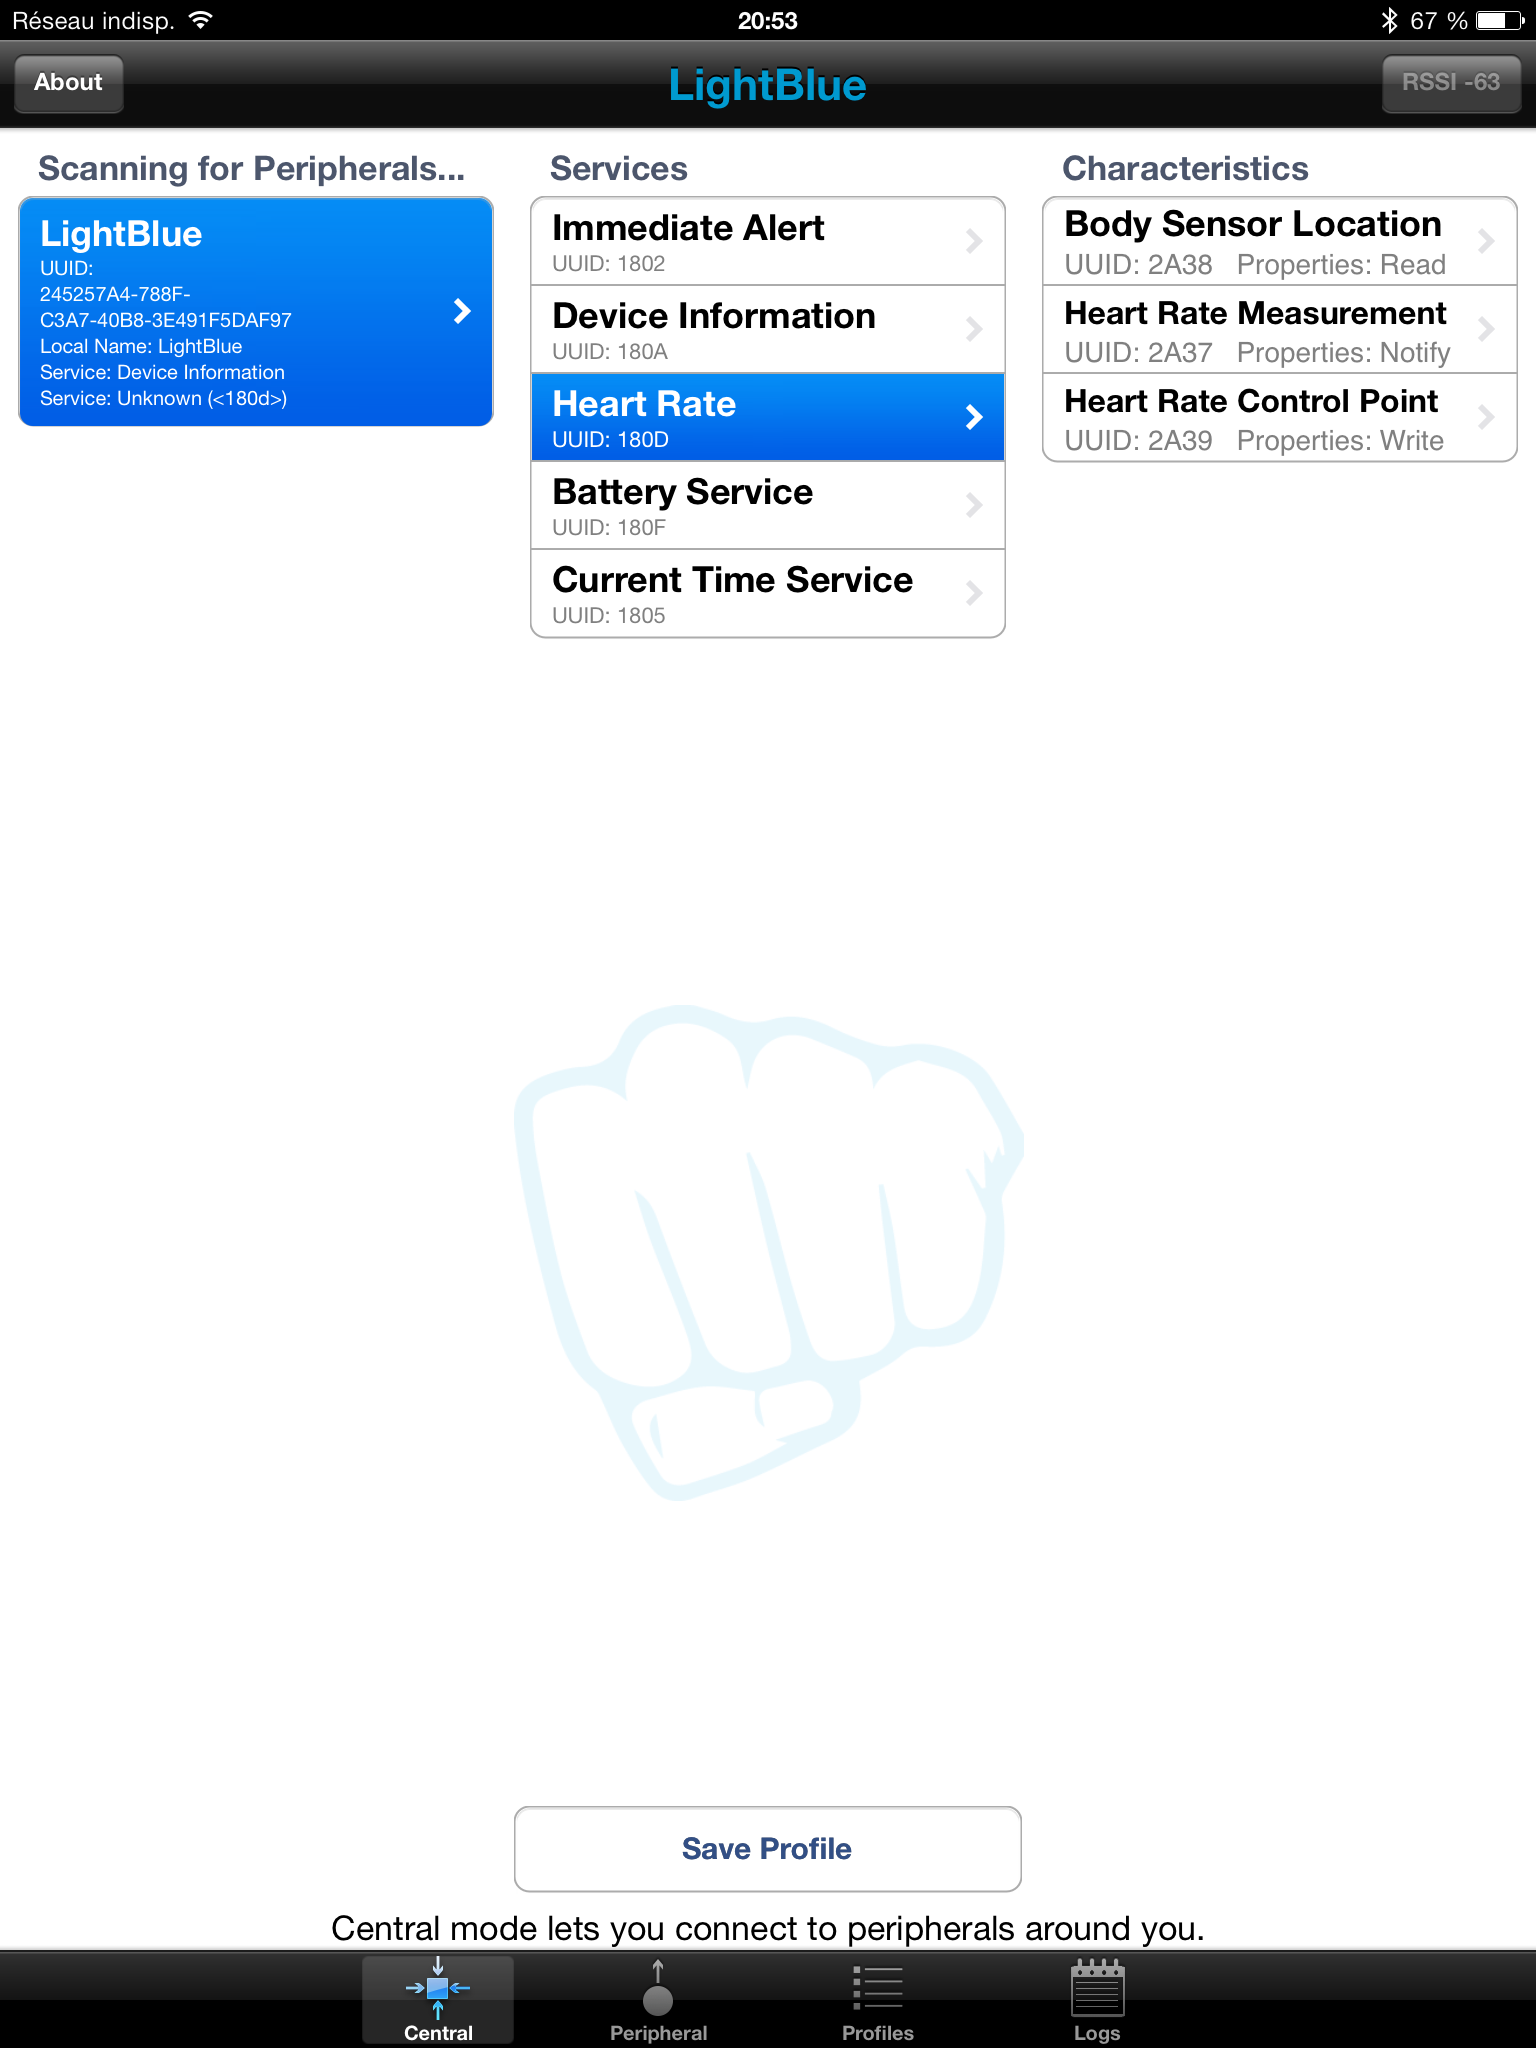 Réseau indisp.
20:53
67 %
About
LightBlue
RSSI -63
Scanning for Peripherals...
LightBlue
UUID:
245257A4-788F-
C3A7-40B8-3E491F5DAF97
Local Name: LightBlue
Service: Device Information
Service: Unknown (<180d>)
Services
Immediate Alert
UUID: 1802
Device Information
UUID: 180A
Heart Rate
UUID: 180D
Battery Service
UUID: 180F
Current Time Service
UUID: 1805
Characteristics
Body Sensor Location
UUID: 2A38 Properties: Read
Heart Rate Measurement
UUID: 2A37 Properties: Notify
Heart Rate Control Point
UUID: 2A39 Properties: Write
Save Profile
Central mode lets you connect to peripherals around you.
Central
Peripheral
Profiles
Logs